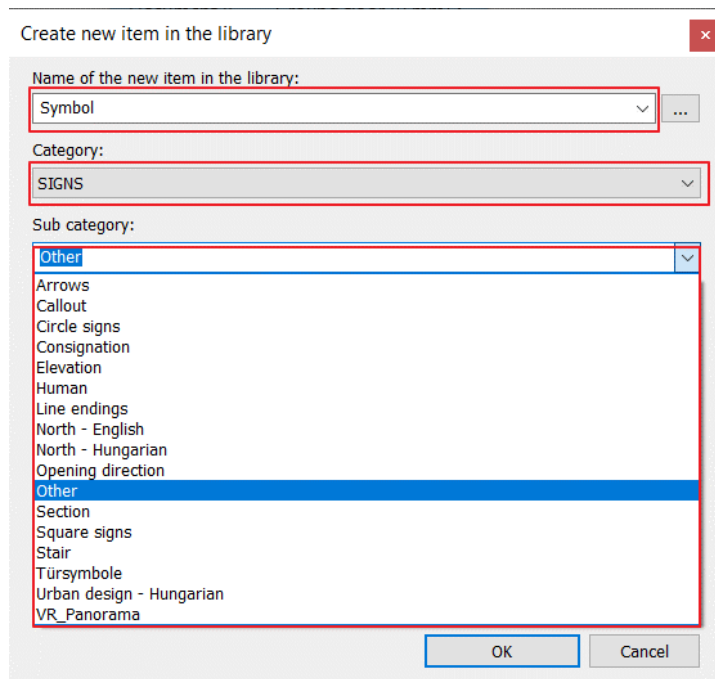 Create new item in the library
×
Name of the new item in the library:
Symbol
...
Category:
SIGNS
Sub category:
Other
Arrows
Callout
Circle signs
Consignation
Elevation
Human
Line endings
North - English
North - Hungarian
Opening direction
Other
Section
Square signs
Stair
Türsymbole
Urban design - Hungarian
VR_Panorama
OK Cancel